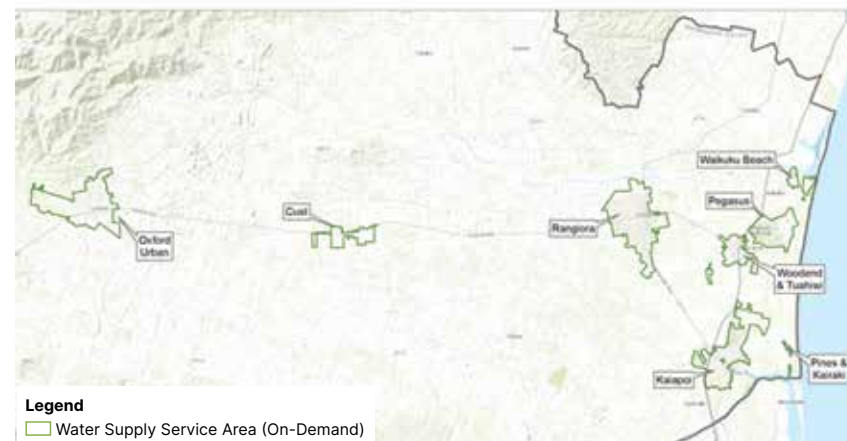 Waikuku Beach
Pegasus
Cust
Rangiora
Oxford
Urban
Woodend
& Tuahiwi
Pines &
Kairaki
Kaiapoi
Legend
Water Supply Service Area (On-Demand)